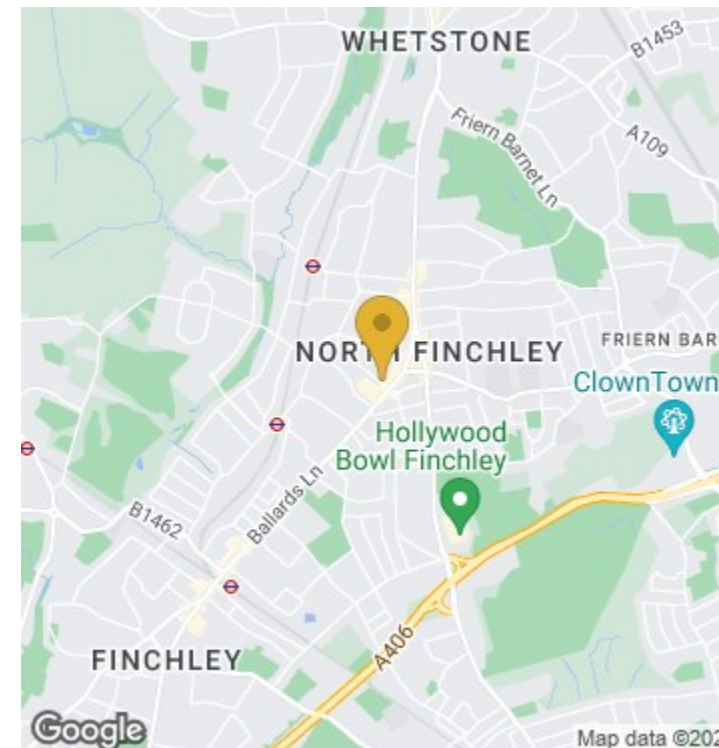 WHETSTONE
B1453
A109
Friern Barnet Ln
NORTH FINCHLEY
FRIERN BAR
ClownTown
Hollywood
Bowl Finchley
Ballards Ln
B1462
A406
FINCHLEY
Google
Map data ©202